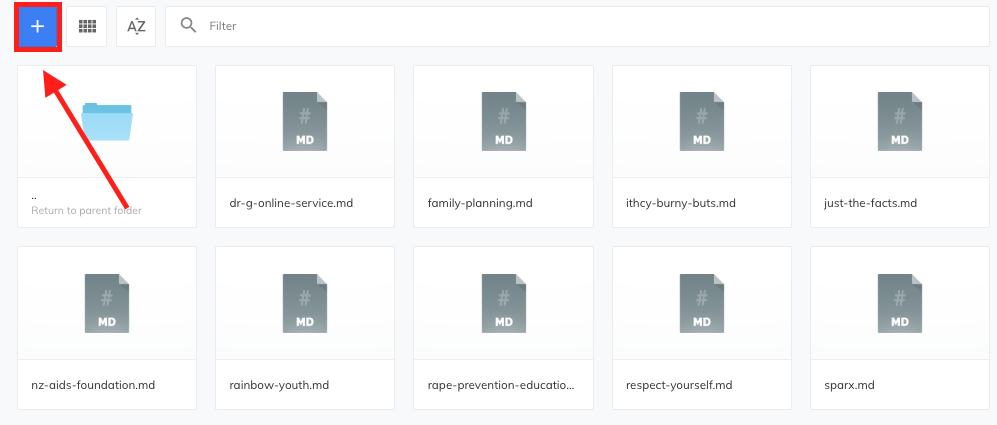 +
AZ
Filter
#
MD
#
MD
#
MD
#
MD
..
Return to parent folder
dr-g-online-service.md
family-planning.md
ithcy-burny-buts.md
just-the-facts.md
#
MD
#
MD
#
MD
#
MD
#
MD
nz-aids-foundation.md
rainbow-youth.md
rape-prevention-educatio...
respect-yourself.md
sparx.md